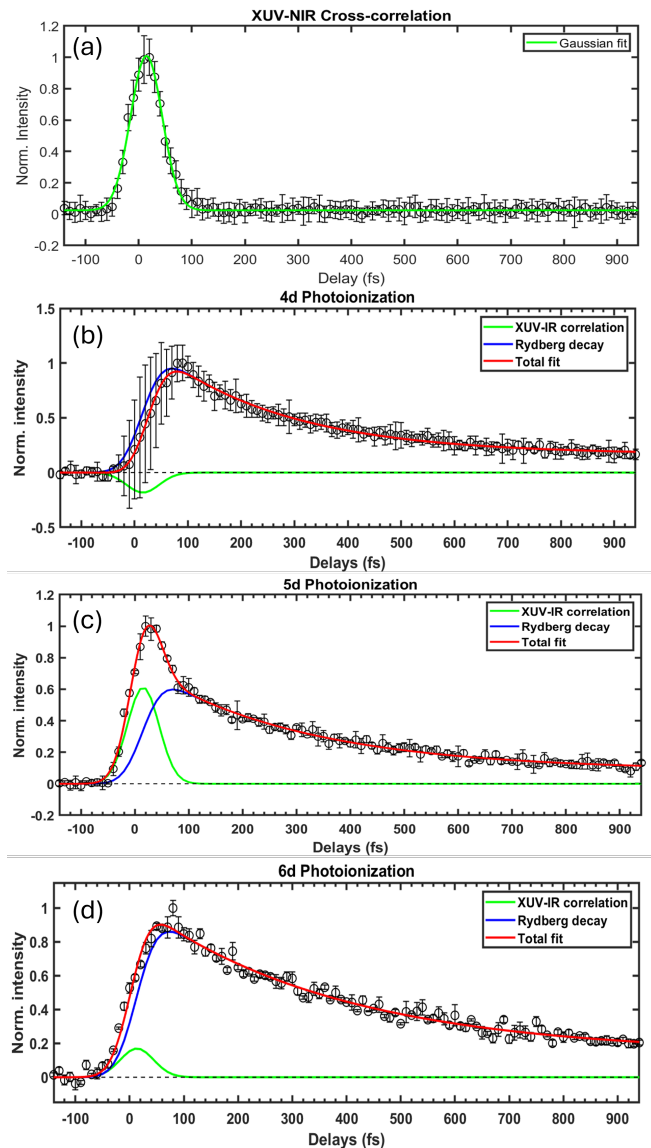 XUV-NIR Cross-correlation
(a)
Gaussian fit
Norm. Intensity
1.2
1
0.8
0.6
0.4
0.2
0
-0.2
-100 0 100 200 300 400 500 600 700 800 900
Delay (fs)
4d Photoionization
(b)
XUV-IR correlation
Rydberg decay
Total fit
Norm. intensity
1.5
1
0.5
0
-0.5
-100 0 100 200 300 400 500 600 700 800 900
Delays (fs)
5d Photoionization
(c)
XUV-IR correlation
Rydberg decay
Total fit
Norm. intensity
1.2
1
0.8
0.6
0.4
0.2
0
-0.2
-100 0 100 200 300 400 500 600 700 800 900
Delays (fs)
6d Photoionization
(d)
XUV-IR correlation
Rydberg decay
Total fit
Norm. intensity
1
0.8
0.6
0.4
0.2
0
-100 0 100 200 300 400 500 600 700 800 900
Delays (fs)